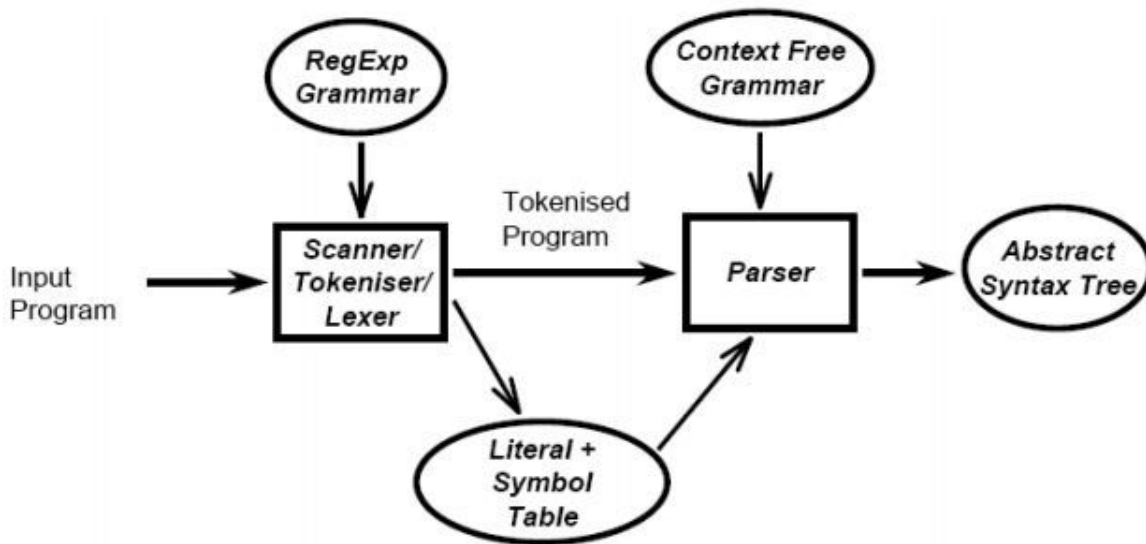 RegExp
Grammar
Context Free
Grammar
Input
Program
Scanner/
Tokeniser/
Lexer
Tokenised
Program
Parser
Abstract
Syntax Tree
Literal +
Symbol
Table